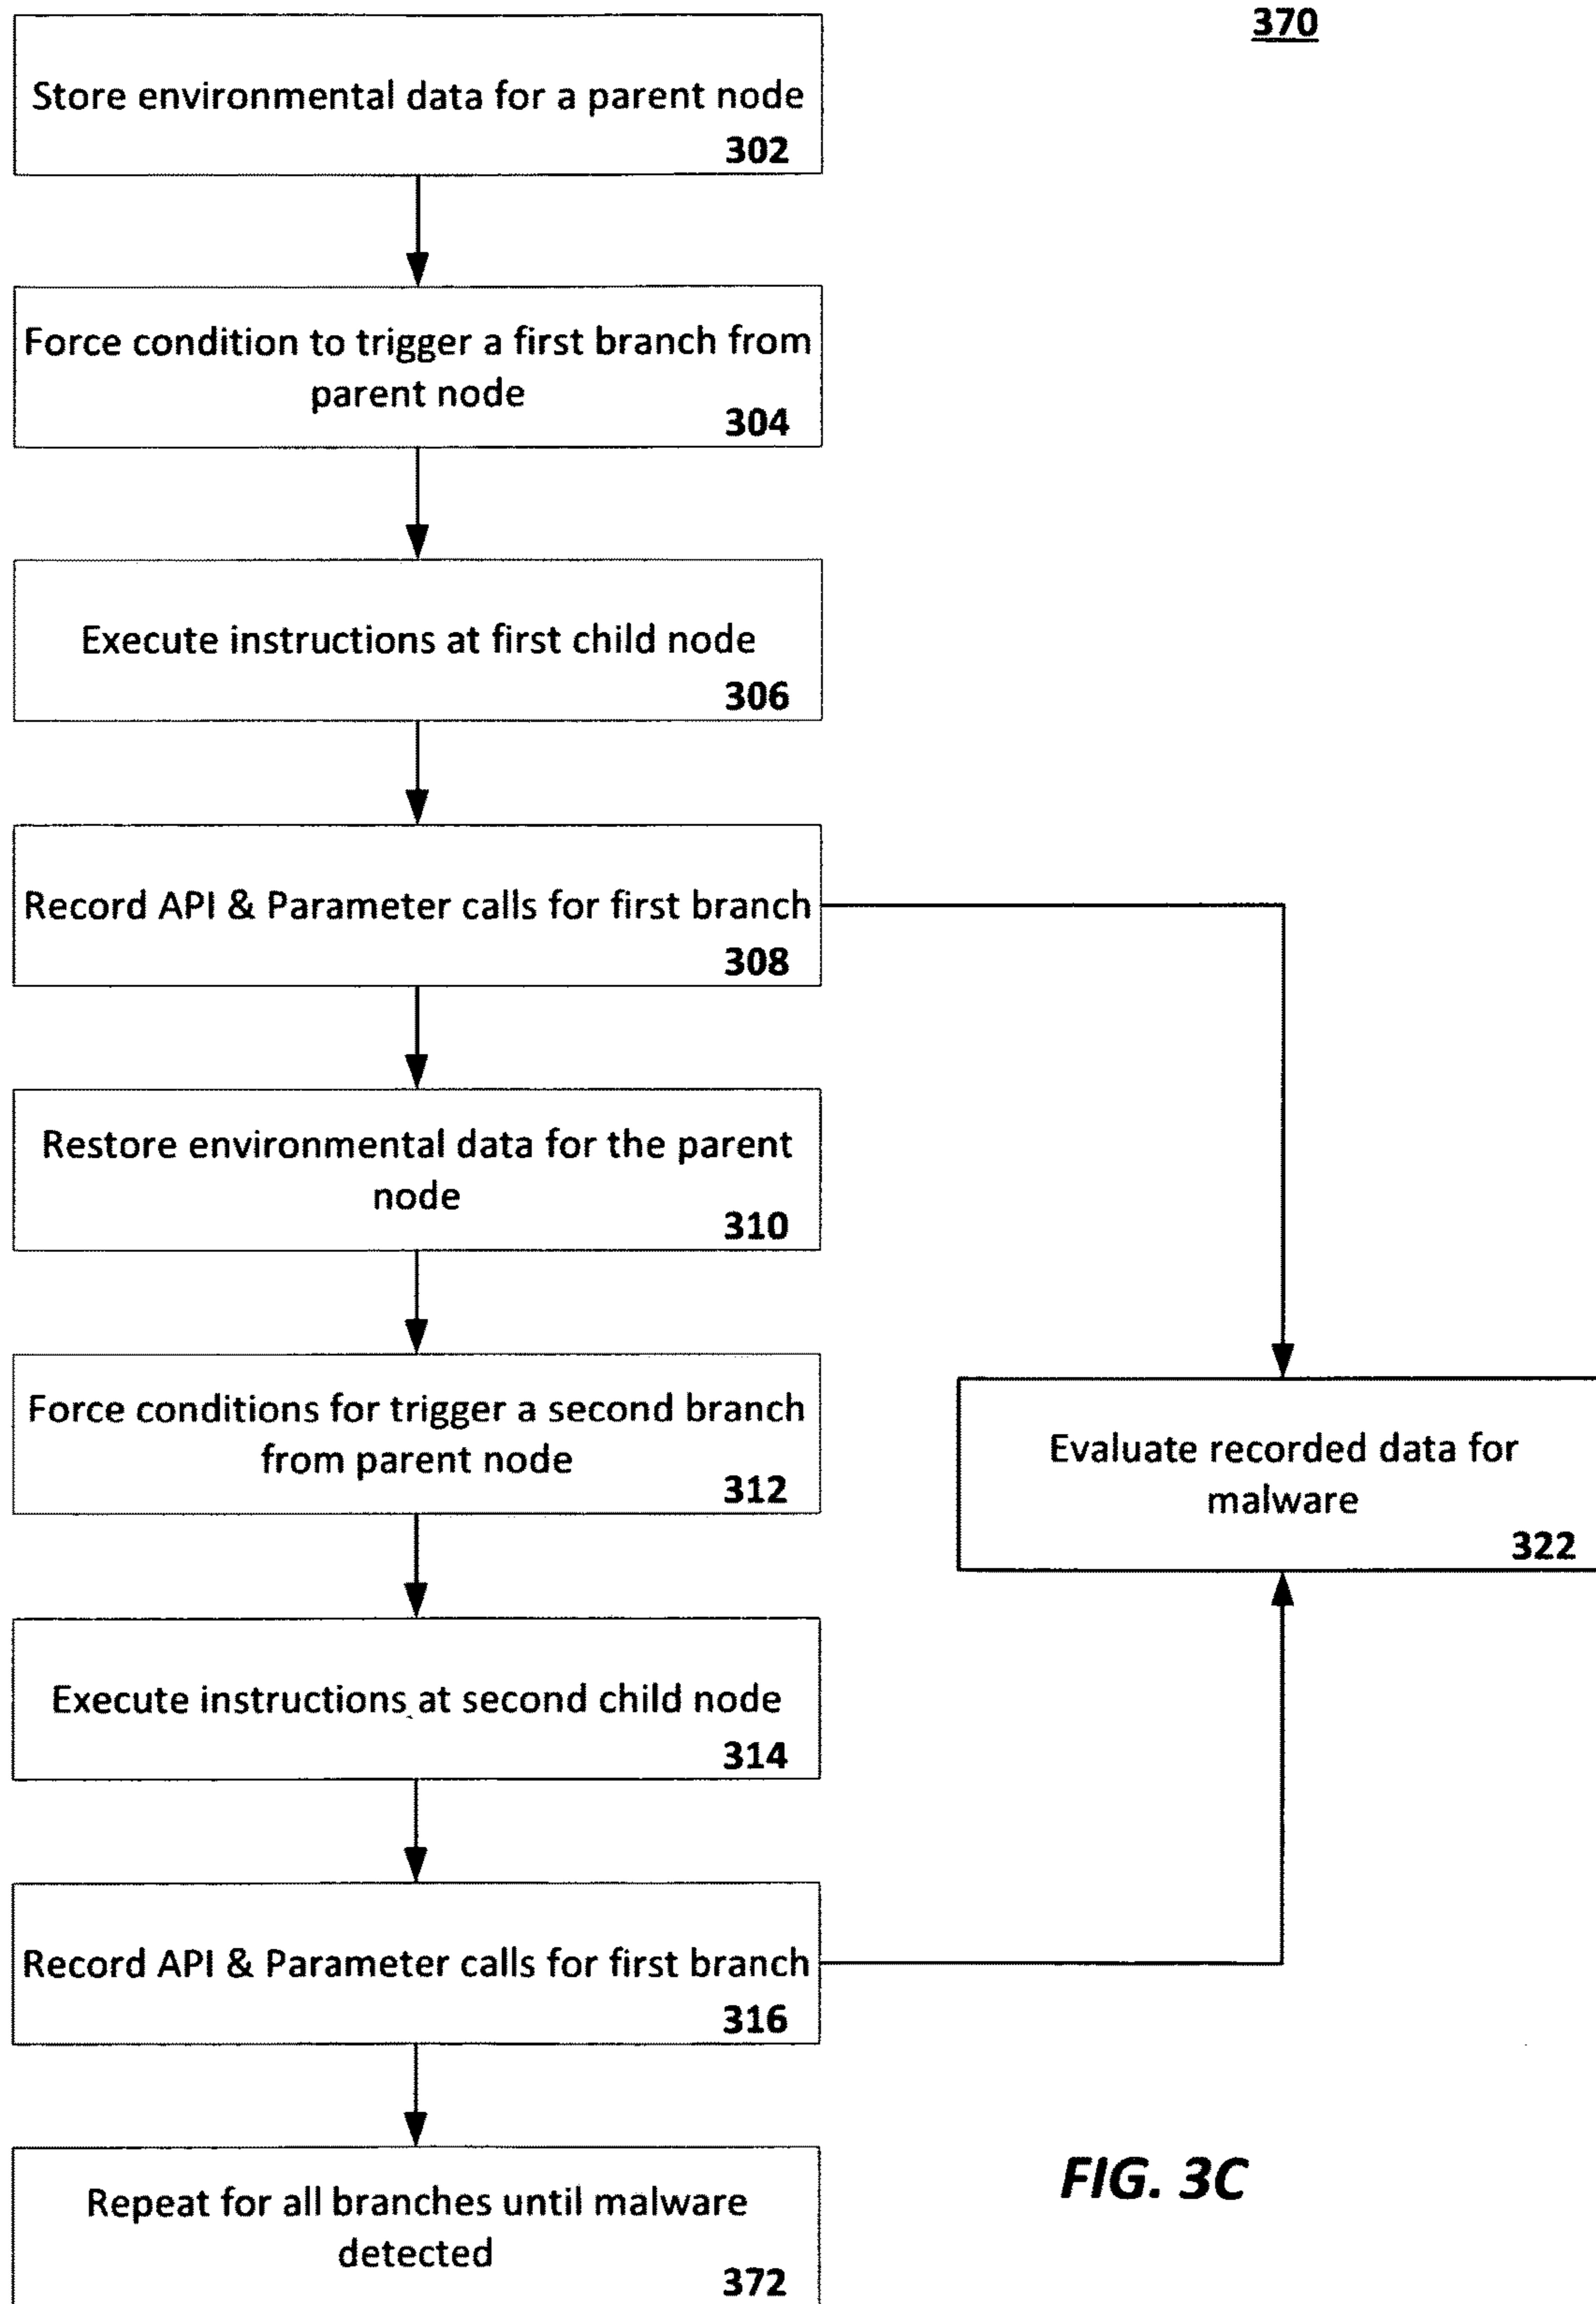 370
Store environmental data for a parent node
302
Force condition to trigger a first branch from
parent node
304
Execute instructions at first child node
306
Record API & Parameter calls for first branch
308
Restore environmental data for the parent
node
310
Force conditions for trigger a second branch
from parent node
312
Evaluate recorded data for
malware
322
Execute instructions at second child node
314
Record API & Parameter calls for first branch
316
Repeat for all branches until malware
detected
372
FIG. 3C